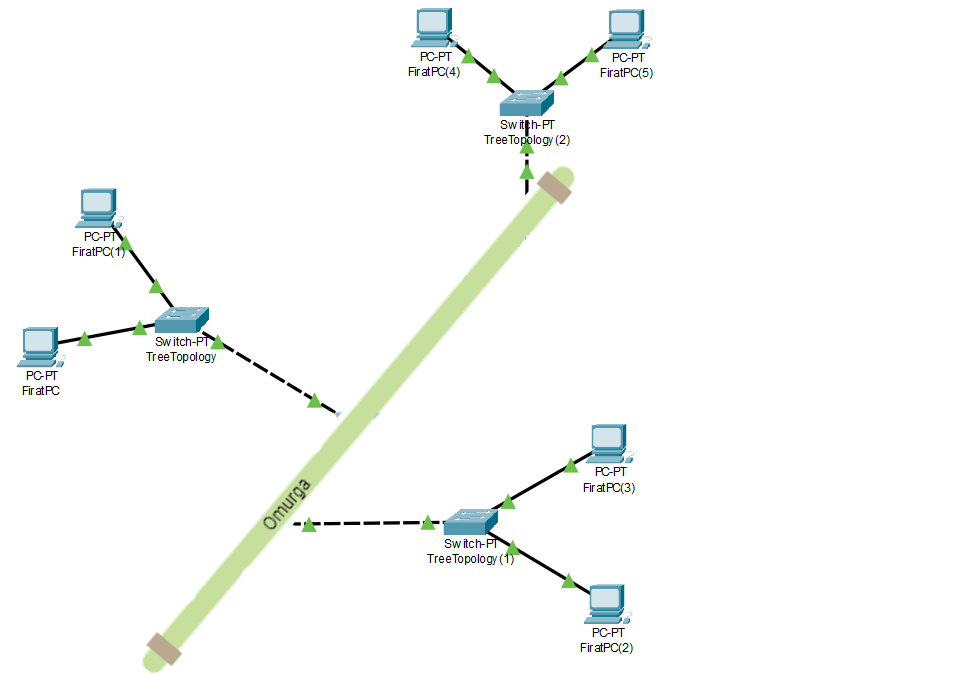 PC-PT
FiratPC(4)
PC-PT
FiratPC(5)
Switch-PT
TreeTopology(2)
PC-PT
FiratPC(1)
Switch-PT
TreeTopology
PC-PT
FiratPC
Omurga
PC-PT
FiratPC(3)
Switch-PT
TreeTopology(1)
PC-PT
FiratPC(2)